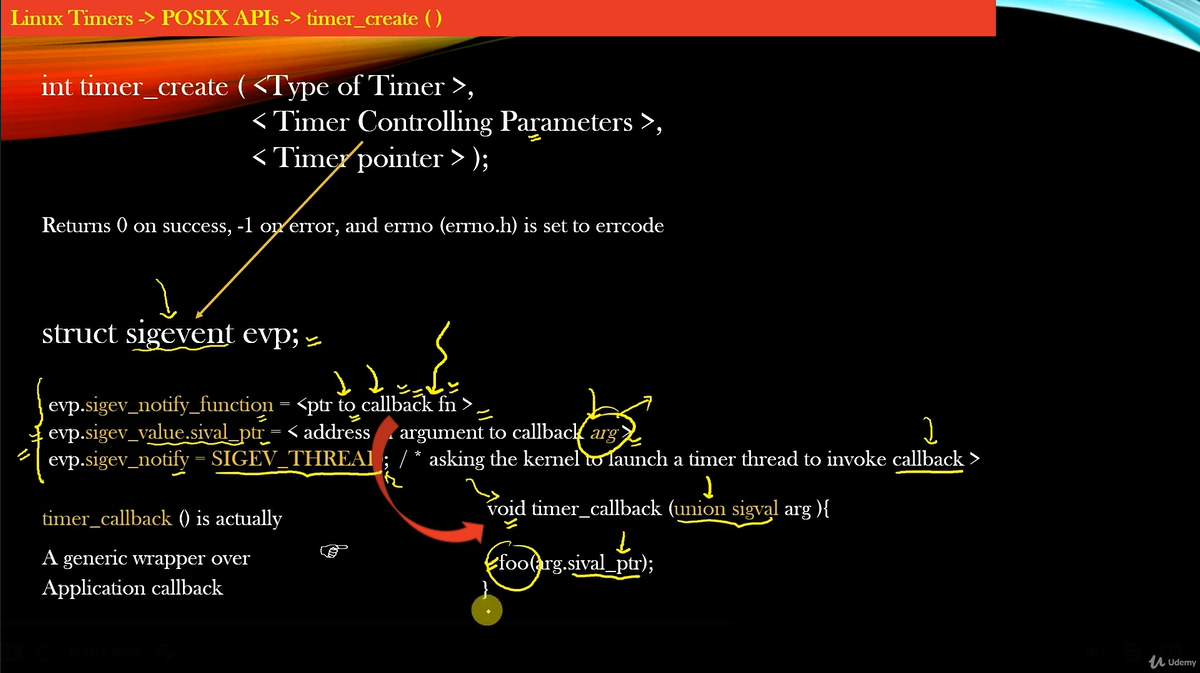 Linux Timers -> POSIX APIs -> timer_create ( )
int timer_create ( <Type of Timer >,
< Timer Controlling Parameters >,
< Timer pointer > );
Returns 0 on success, -1 on error, and errno (errno.h) is set to errcode
struct sigevent evp;
evp.sigev_notify_function = <ptr to callback fn >
evp.sigev_value.sival_ptr = < address argument to callback arg >
evp.sigev_notify = SIGEV_THREAD ; / * asking the kernel to launch a timer thread to invoke callback >
void timer_callback (union sigval arg ){
timer_callback () is actually
A generic wrapper over
Application callback
foo(arg.sival_ptr);
}
Udemy